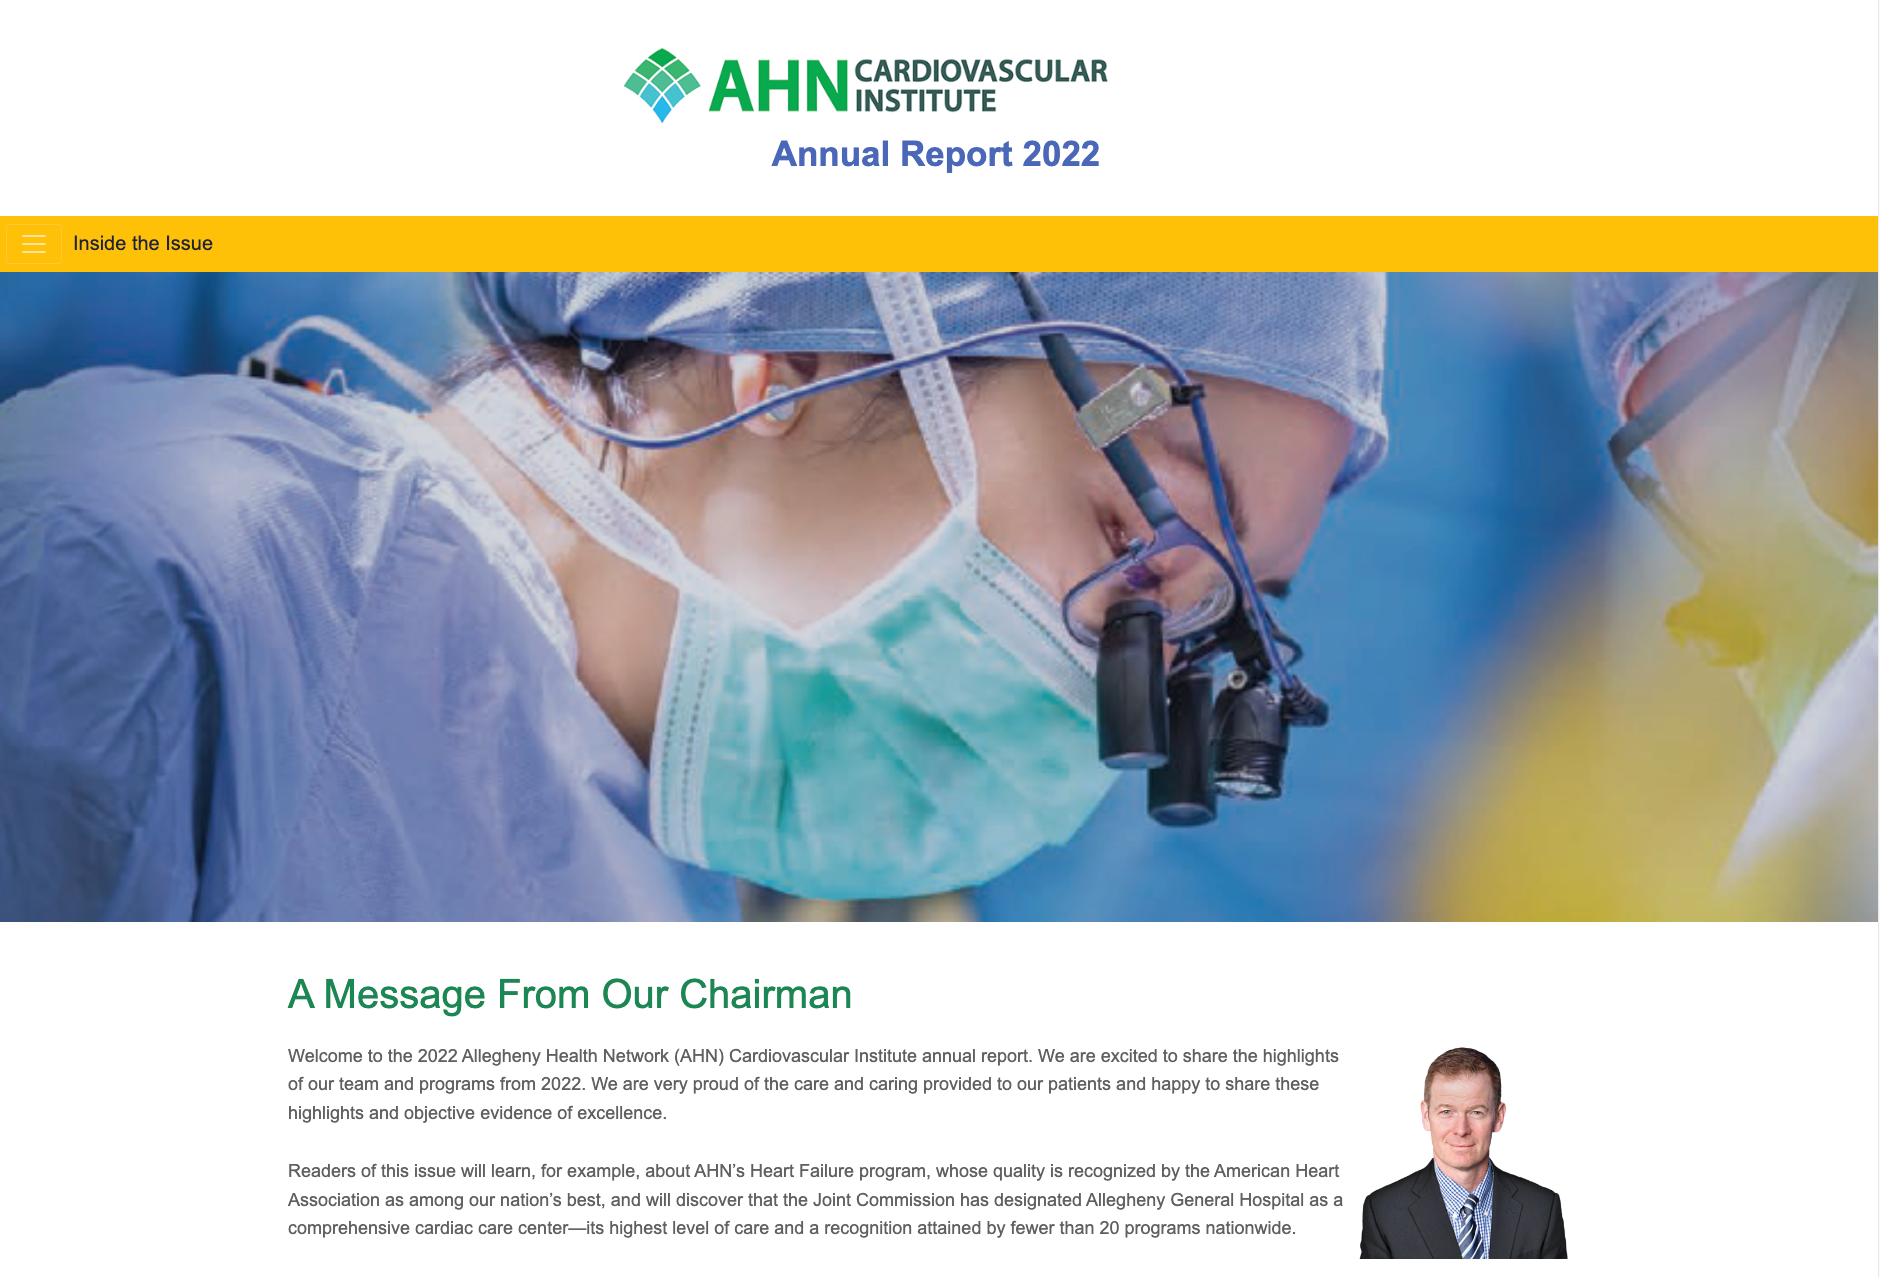 AHN CARDIOVASCULAR
INSTITUTE
Annual Report 2022
Inside the Issue
A Message From Our Chairman
Welcome to the 2022 Allegheny Health Network (AHN) Cardiovascular Institute annual report. We are excited to share the highlights
of our team and programs from 2022. We are very proud of the care and caring provided to our patients and happy to share these
highlights and objective evidence of excellence.
Readers of this issue will learn, for example, about AHN’s Heart Failure program, whose quality is recognized by the American Heart
Association as among our nation’s best, and will discover that the Joint Commission has designated Allegheny General Hospital as a
comprehensive cardiac care center—its highest level of care and a recognition attained by fewer than 20 programs nationwide.